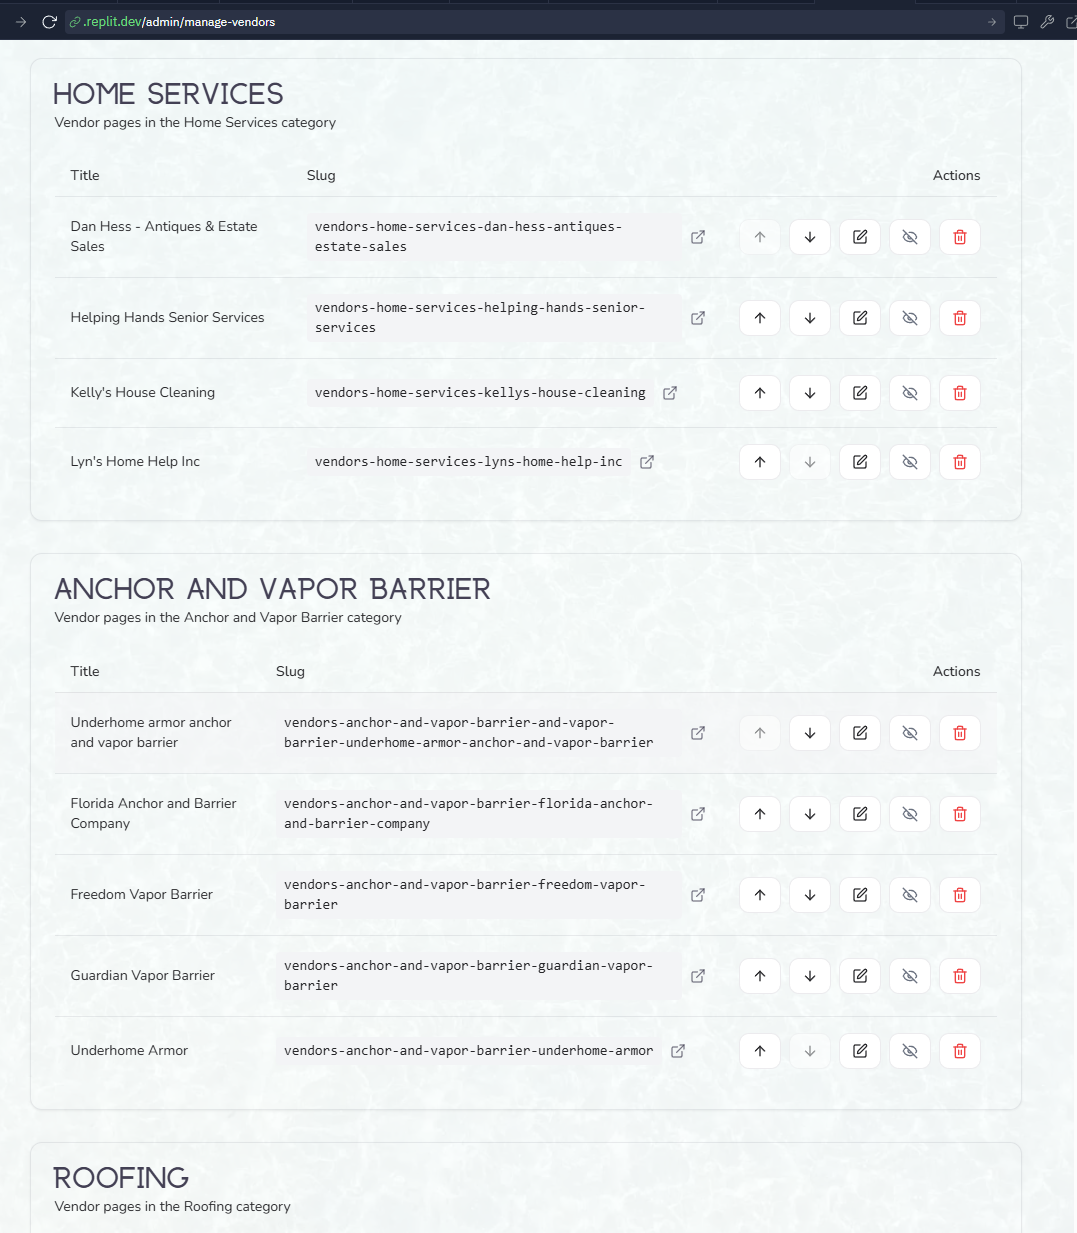 .replit.dev/admin/manage-vendors
HOME SERVICES
Vendor pages in the Home Services category
Title Slug Actions
Dan Hess - Antiques & Estate
Sales
vendors-home-services-dan-hess-antiques-
estate-sales
Helping Hands Senior Services
vendors-home-services-helping-hands-senior-
services
Kelly's House Cleaning
vendors-home-services-kellys-house-cleaning
Lyn's Home Help Inc
vendors-home-services-lyns-home-help-inc
ANCHOR AND VAPOR BARRIER
Vendor pages in the Anchor and Vapor Barrier category
Title Slug Actions
Underhome armor anchor
and vapor barrier
vendors-anchor-and-vapor-barrier-and-vapor-
barrier-underhome-armor-anchor-and-vapor-barrier
Florida Anchor and Barrier
Company
vendors-anchor-and-vapor-barrier-florida-anchor-
and-barrier-company
Freedom Vapor Barrier
vendors-anchor-and-vapor-barrier-freedom-vapor-
barrier
Guardian Vapor Barrier
vendors-anchor-and-vapor-barrier-guardian-vapor-
barrier
Underhome Armor
vendors-anchor-and-vapor-barrier-underhome-armor
ROOFING
Vendor pages in the Roofing category